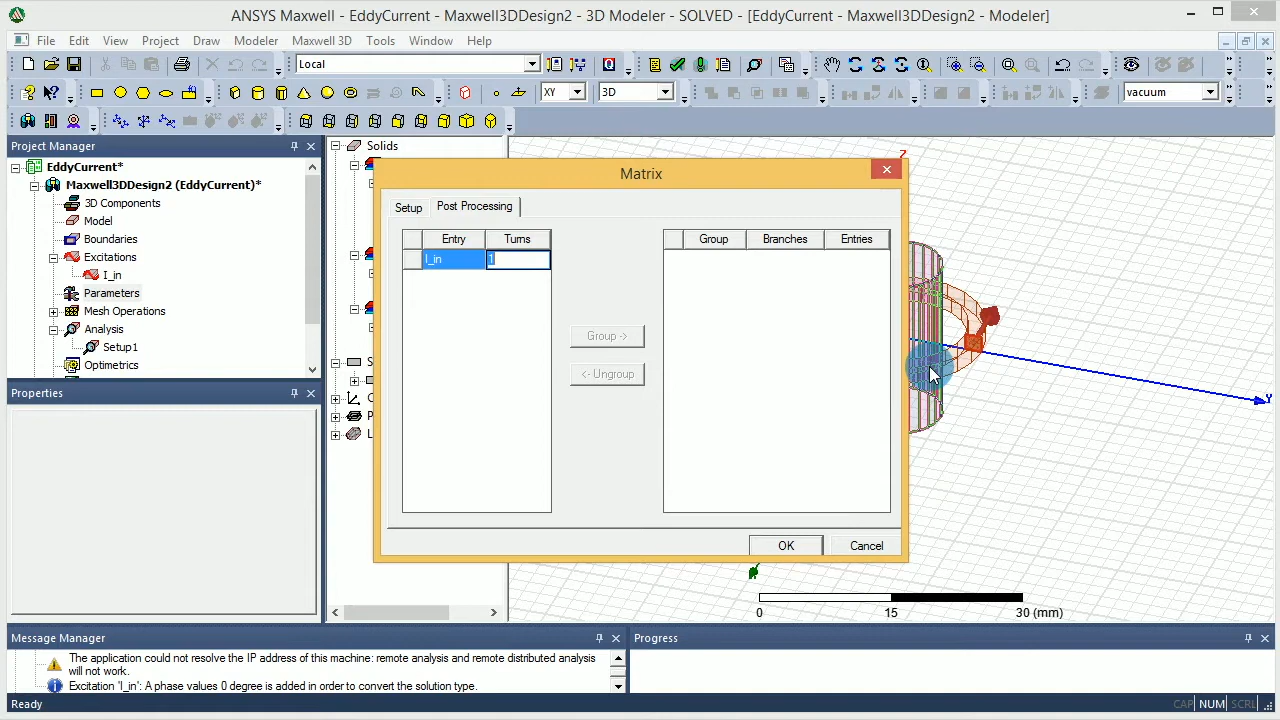 ANSYS Maxwell - EddyCurrent - Maxwell3DDesign2 - 3D Modeler - SOLVED - [EddyCurrent - Maxwell3DDesign2 - Modeler]
File Edit View Project Draw Modeler Maxwell 3D Tools Window Help
Local
XY 3D vacuum
Project Manager
EddyCurrent*
Maxwell3DDesign2 (EddyCurrent)*
3D Components
Model
Boundaries
Excitations
I_in
Parameters
Mesh Operations
Analysis
Setup1
Optimetrics
Properties
Solids
S
C
P
L
Matrix
Setup Post Processing
Entry Turns
I_in 1
Group ->
<- Ungroup
Group Branches Entries
OK Cancel
Z
Y
0 15 30 (mm)
Message Manager
The application could not resolve the IP address of this machine: remote analysis and remote distributed analysis
will not work.
Excitation 'I_in': A phase values 0 degree is added in order to convert the solution type.
Progress
Ready
CAP NUM SCRL